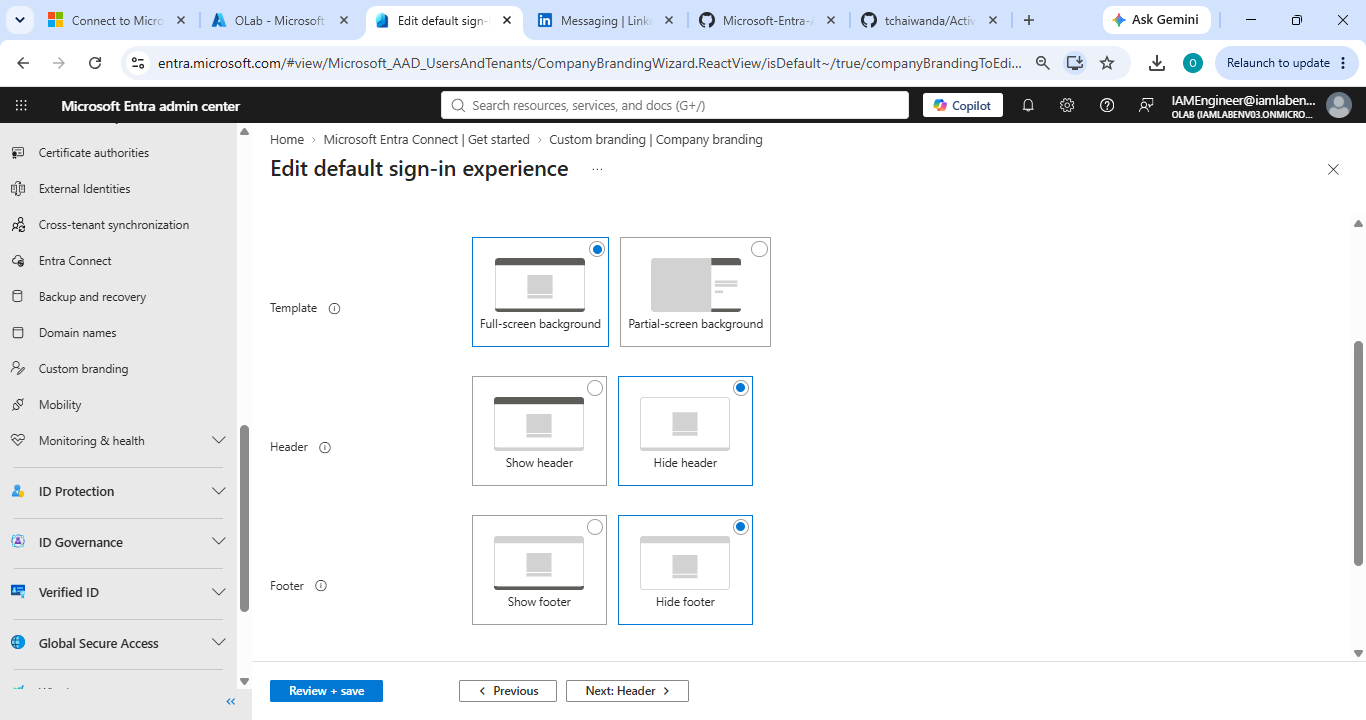 Connect to Micro
OLab - Microsoft
Edit default sign-
Messaging | Link
Microsoft-Entra-
tchaiwanda/Activ
Ask Gemini
entra.microsoft.com/#view/Microsoft_AAD_UsersAndTenants/CompanyBrandingWizard.ReactView/isDefault~/true/companyBrandingToEdi...
O
Relaunch to update
Microsoft Entra admin center
Search resources, services, and docs (G+/)
Copilot
IAMEngineer@iamlaben...
OLAB (IAMLABENV03.ONMICRO...
Certificate authorities
External Identities
Cross-tenant synchronization
Entra Connect
Backup and recovery
Domain names
Custom branding
Mobility
Monitoring & health
ID Protection
ID Governance
Verified ID
Global Secure Access
Home > Microsoft Entra Connect | Get started > Custom branding | Company branding
Edit default sign-in experience ...
Template
Full-screen background
Partial-screen background
Header
Show header
Hide header
Footer
Show footer
Hide footer
Review + save
< Previous
Next: Header >